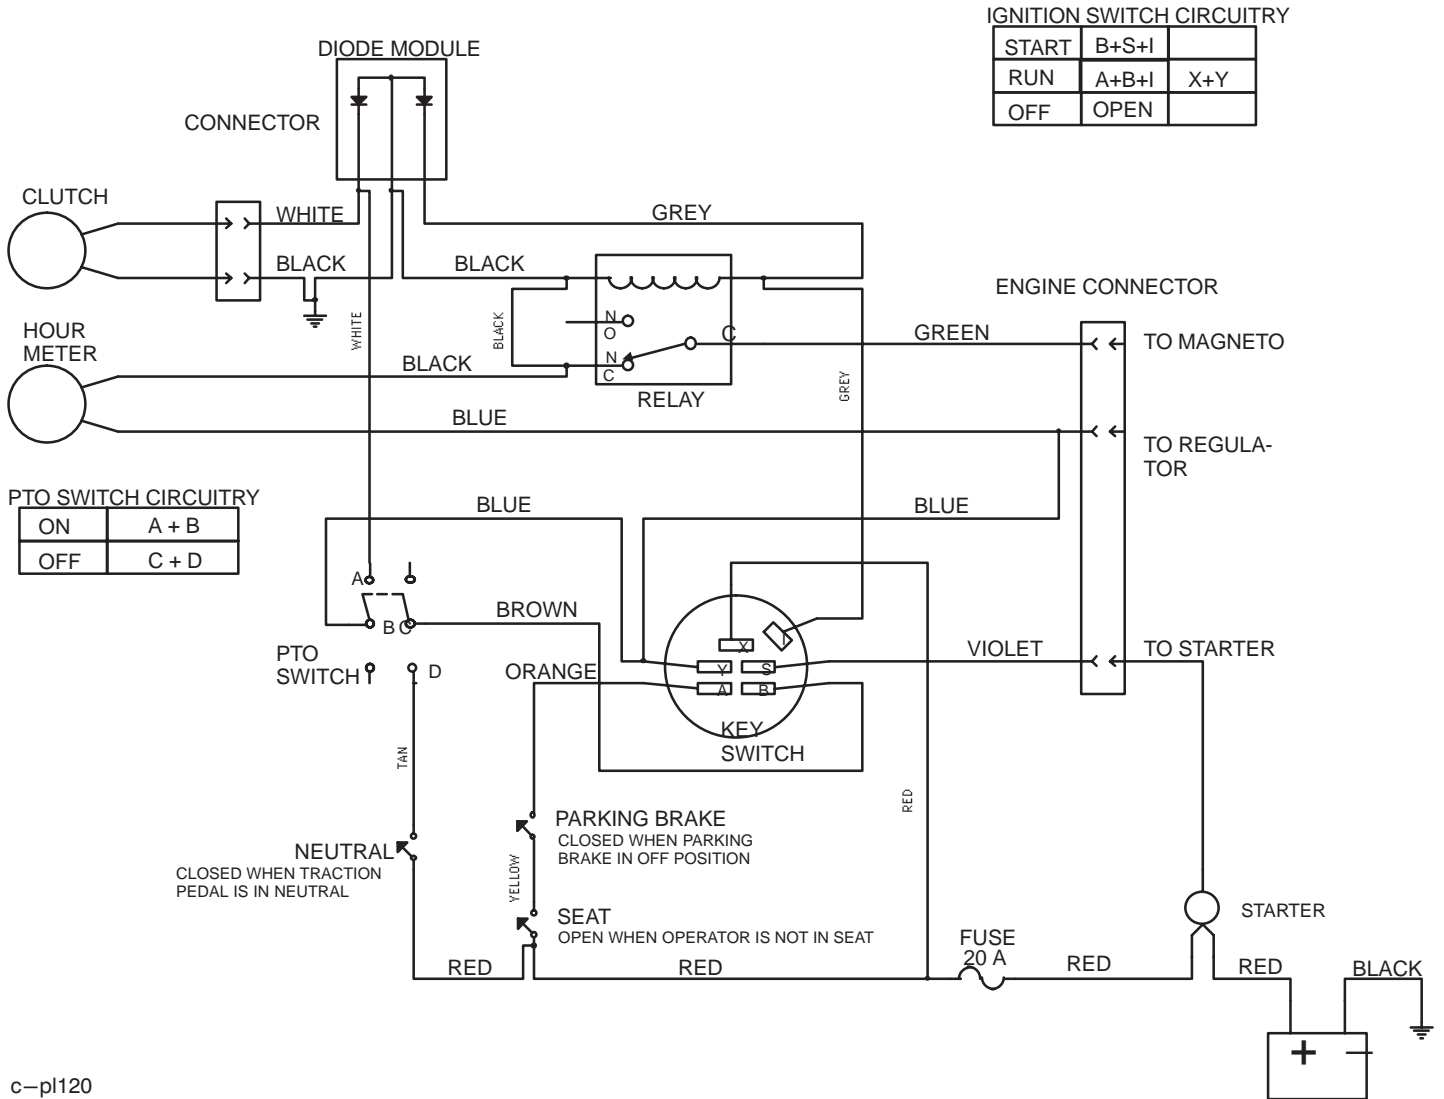 IGNITION SWITCH CIRCUITRY
START B+S+I
RUN A+B+I X+Y
OFF OPEN
DIODE MODULE
CONNECTOR
CLUTCH
WHITE
GREY
BLACK
BLACK
ENGINE CONNECTOR
HOUR
METER
WHITE
BLACK
N
O
C
N
C
GREEN
TO MAGNETO
BLACK
RELAY
GREY
BLUE
TO REGULA-
TOR
PTO SWITCH CIRCUITRY
ON A + B
OFF C + D
BLUE
BLUE
A
B C
BROWN
PTO
SWITCH
D
ORANGE
X
I
Y
S
A
B
KEY
SWITCH
VIOLET
TO STARTER
TAN
RED
PARKING BRAKE
CLOSED WHEN PARKING
BRAKE IN OFF POSITION
NEUTRAL
CLOSED WHEN TRACTION
PEDAL IS IN NEUTRAL
YELLOW
SEAT
OPEN WHEN OPERATOR IS NOT IN SEAT
STARTER
FUSE
20 A
RED
RED
RED
RED
BLACK
+ —
c–pl120